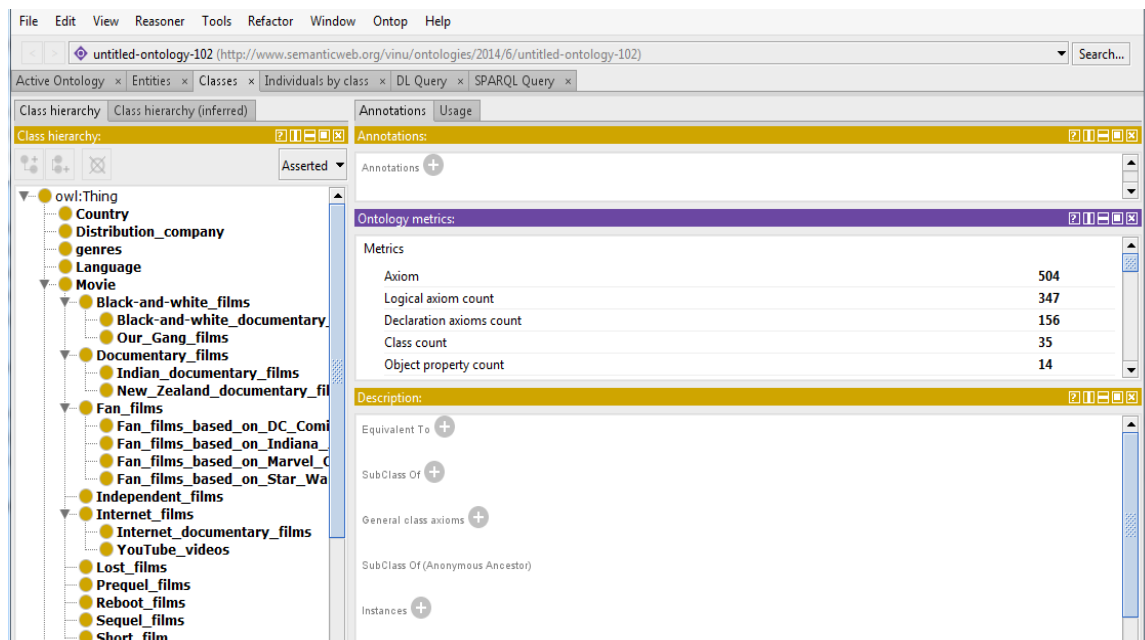 File Edit View Reasoner Tools Refactor Window Ontop Help
untitled-ontology-102 (http://www.semanticweb.org/vinu/ontologies/2014/6/untitled-ontology-102)
Search...
Active Ontology × Entities × Classes × Individuals by class × DL Query × SPARQL Query ×
Class hierarchy Class hierarchy (inferred)
Class hierarchy:
Asserted
owl:Thing
Country
Distribution_company
genres
Language
Movie
Black-and-white_films
Black-and-white_documentary_
Our_Gang_films
Documentary_films
Indian_documentary_films
New_Zealand_documentary_fil
Fan_films
Fan_films_based_on_DC_Comi
Fan_films_based_on_Indiana_
Fan_films_based_on_Marvel_C
Fan_films_based_on_Star_Wa
Independent_films
Internet_films
Internet_documentary_films
YouTube_videos
Lost_films
Prequel_films
Reboot_films
Sequel_films
Short_film
Annotations Usage
Annotations:
Annotations
Ontology metrics:
Metrics
Axiom 504
Logical axiom count 347
Declaration axioms count 156
Class count 35
Object property count 14
Description:
Equivalent To
SubClass Of
General class axioms
SubClass Of (Anonymous Ancestor)
Instances